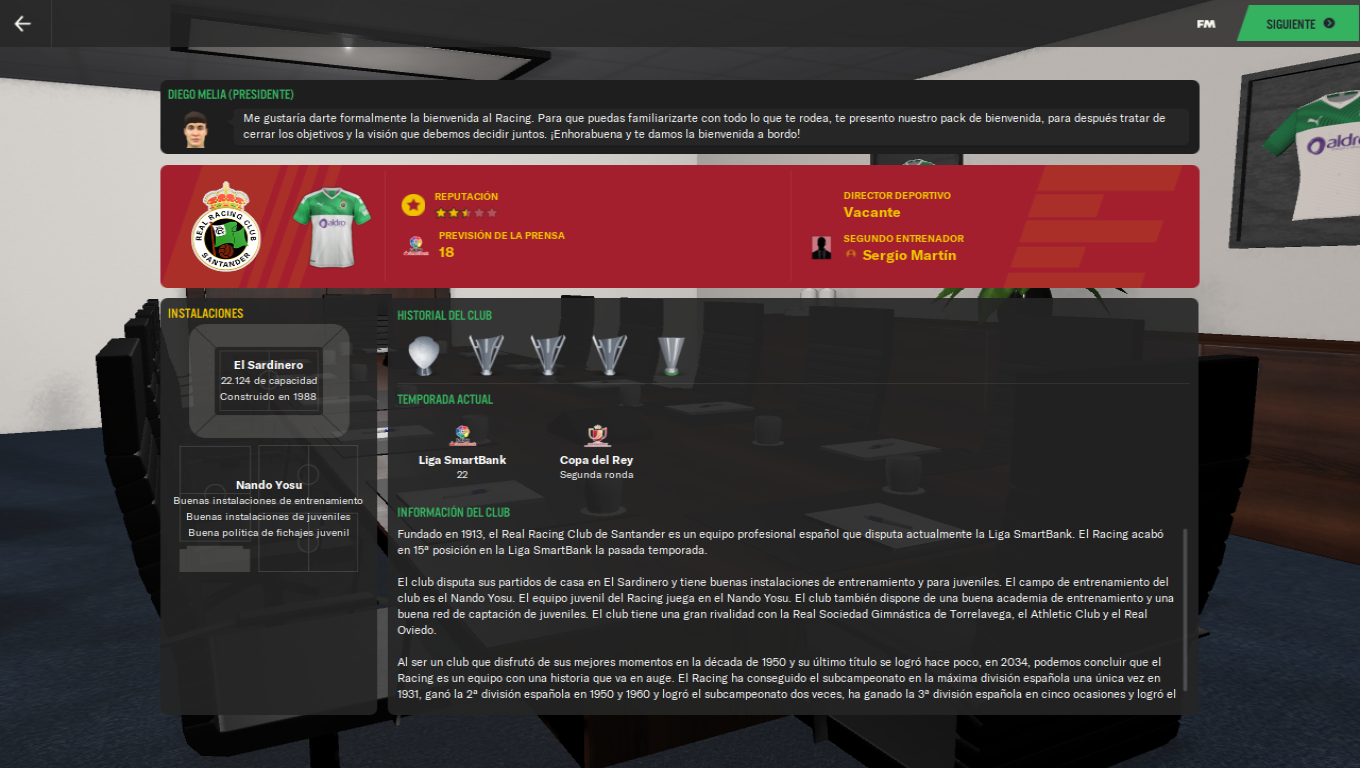 FM
SIGUIENTE
DIEGO MELIA (PRESIDENTE)
Me gustaría darte formalmente la bienvenida al Racing. Para que puedas familiarizarte con todo lo que te rodea, te presento nuestro pack de bienvenida, para después tratar de
cerrar los objetivos y la visión que debemos decidir juntos. ¡Enhorabuena y te damos la bienvenida a bordo!
aldro
REAL RACING CLUB
SANTANDER
aldro
REPUTACIÓN
PREVISIÓN DE LA PRENSA
18
DIRECTOR DEPORTIVO
Vacante
SEGUNDO ENTRENADOR
Sergio Martín
INSTALACIONES
El Sardinero
22.124 de capacidad
Construido en 1988
Nando Yosu
Buenas instalaciones de entrenamiento
Buenas instalaciones de juveniles
Buena política de fichajes juvenil
HISTORIAL DEL CLUB
TEMPORADA ACTUAL
Liga SmartBank
22
Copa del Rey
Segunda ronda
INFORMACIÓN DEL CLUB
Fundado en 1913, el Real Racing Club de Santander es un equipo profesional español que disputa actualmente la Liga SmartBank. El Racing acabó
en 15ª posición en la Liga SmartBank la pasada temporada.
El club disputa sus partidos de casa en El Sardinero y tiene buenas instalaciones de entrenamiento y para juveniles. El campo de entrenamiento del
club es el Nando Yosu. El equipo juvenil del Racing juega en el Nando Yosu. El club también dispone de una buena academia de entrenamiento y una
buena red de captación de juveniles. El club tiene una gran rivalidad con la Real Sociedad Gimnástica de Torrelavega, el Athletic Club y el Real
Oviedo.
Al ser un club que disfrutó de sus mejores momentos en la década de 1950 y su último título se logró hace poco, en 2034, podemos concluir que el
Racing es un equipo con una historia que va en auge. El Racing ha conseguido el subcampeonato en la máxima división española una única vez en
1931, ganó la 2ª división española en 1950 y 1960 y logró el subcampeonato dos veces, ha ganado la 3ª división española en cinco ocasiones y logró el